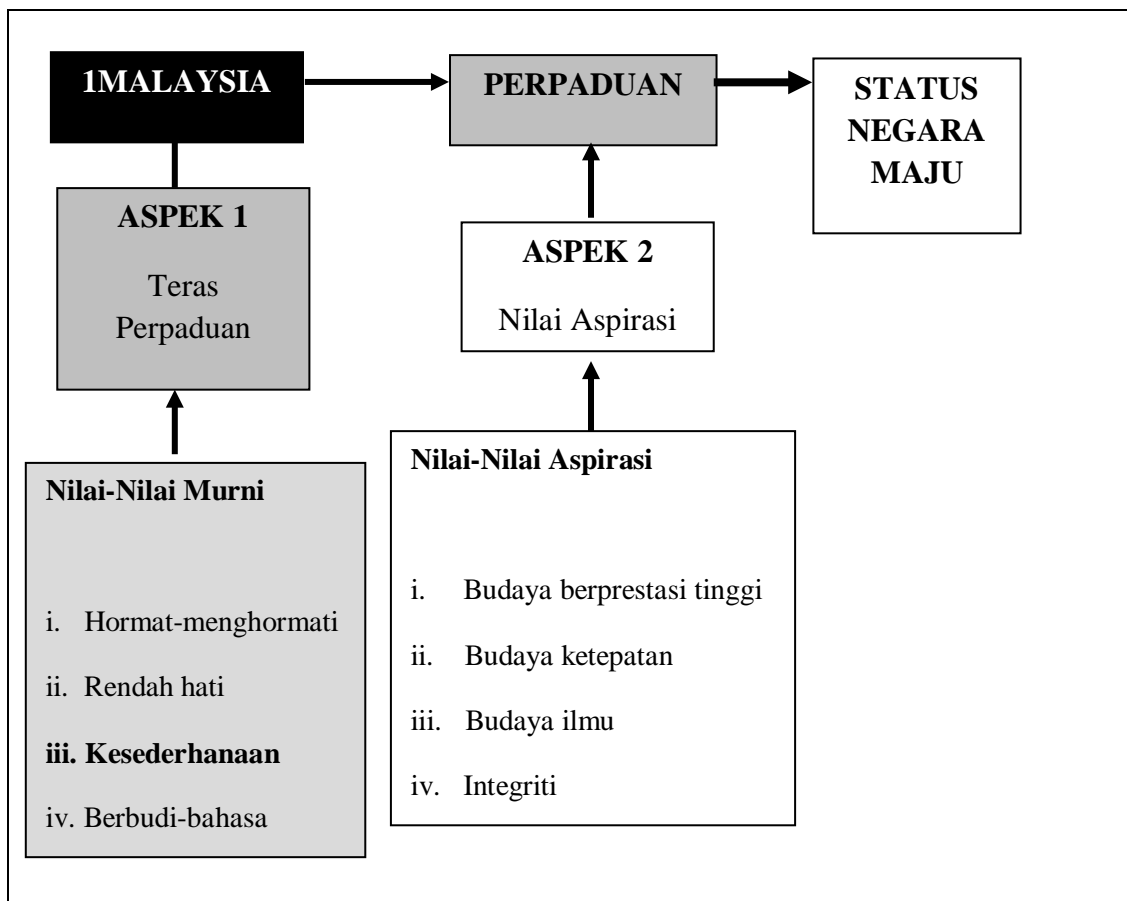 1MALAYSIA
PERPADUAN
STATUS
NEGARA
MAJU
ASPEK 1
Teras
Perpaduan
ASPEK 2
Nilai Aspirasi
Nilai-Nilai Murni
i. Hormat-menghormati
ii. Rendah hati
iii. Kesederhanaan
iv. Berbudi-bahasa
Nilai-Nilai Aspirasi
i. Budaya berprestasi tinggi
ii. Budaya ketepatan
iii. Budaya ilmu
iv. Integriti